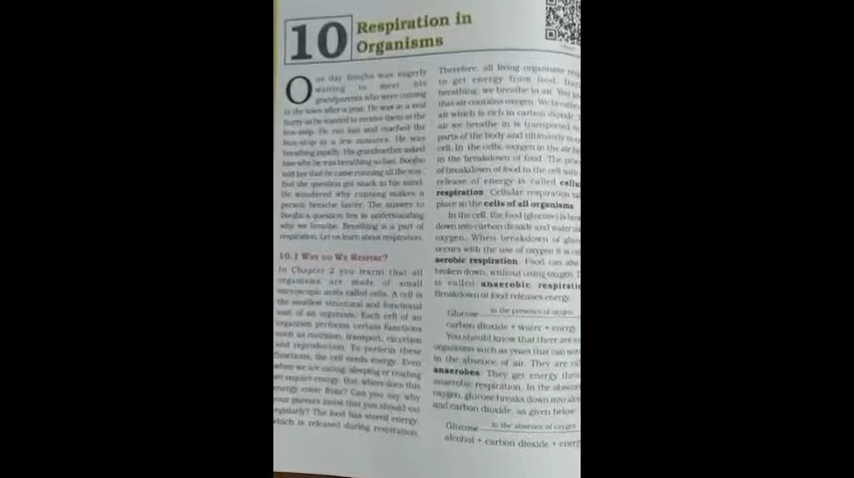 10
Respiration in
Organisms
One day Boojho was eagerly
waiting to meet his
grandparents who were coming
to the town after a year. He was in a real
hurry as he wanted to receive them at the
bus-stop. He ran fast and reached the
bus-stop in a few minutes. He was
breathing rapidly. His grandmother asked
him why he was breathing so fast. Boojho
told her that he came running all the way.
But the question got stuck in his mind.
He wondered why running makes a
person breathe faster. The answer to
Boojho's question lies in understanding
why we breathe. Breathing is a part of
respiration. Let us learn about respiration.
10.1 WHY DO WE RESPIRE?
In Chapter 2 you learnt that all
organisms are made of small
microscopic units called cells. A cell is
the smallest structural and functional
unit of an organism. Each cell of an
organism performs certain functions
such as nutrition, transport, excretion
and reproduction. To perform these
functions, the cell needs energy. Even
when we are eating, sleeping or reading
we require energy. But, where does this
energy come from? Can you say why
your parents insist that you should eat
regularly? The food has stored energy,
which is released during respiration.
Therefore, all living organisms
to get energy from food.
breathing, we breathe in air. You
that air contains oxygen. We breathe
air which is rich in carbon dioxide.
air we breathe in is transported to
parts of the body and ultimately to
cell. In the cells, oxygen in the air
in the breakdown of food. The
of breakdown of food in the cell with
release of energy is called
respiration. Cellular respiration
place in the cells of all organisms.
In the cell, the food (glucose) is
down into carbon dioxide and water
oxygen. When breakdown of
occurs with the use of oxygen it is
aerobic respiration. Food can
broken down, without using oxygen.
is called anaerobic
Breakdown of food releases energy.
Glucose in the presence of oxygen
carbon dioxide + water + energy
You should know that there are
organisms such as yeast that can
in the absence of air. They are
anaerobes. They get energy
anaerobic respiration. In the
oxygen, glucose breaks down into
and carbon dioxide, as given below:
Glucose in the absence of oxygen
alcohol + carbon dioxide +